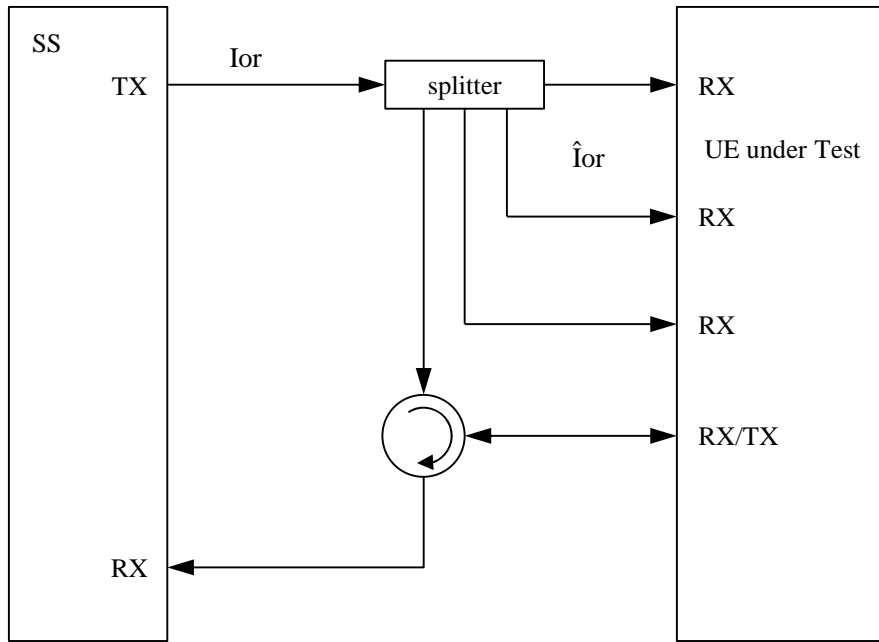 SS
Ior
TX
splitter
RX
UE under Test
Îor
RX
RX
RX/TX
RX